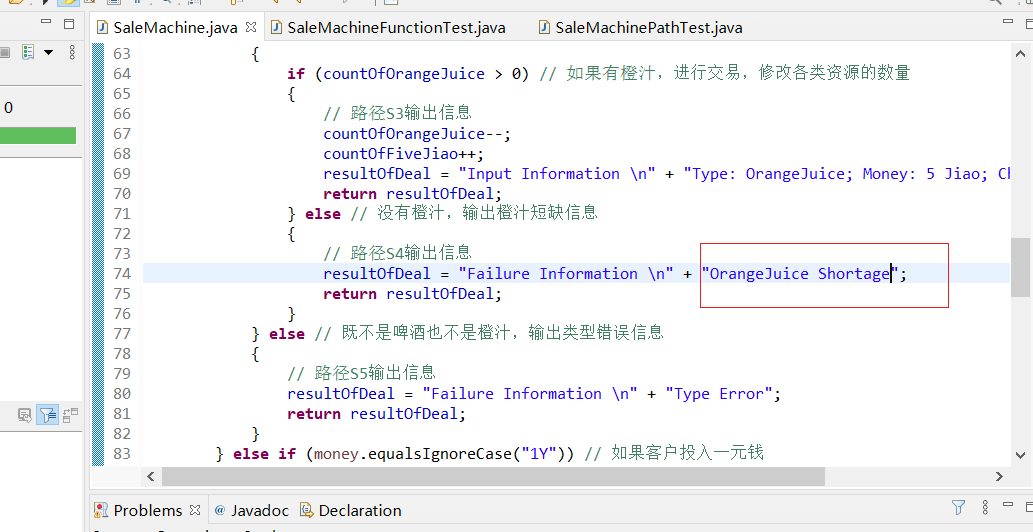 SaleMachine.java SaleMachineFunctionTest.java SaleMachinePathTest.java
0
63 {
64 if (countOfOrangeJuice > 0) // 如果有橙汁，进行交易，修改各类资源的数量
65 {
66 // 路径S3输出信息
67 countOfOrangeJuice--;
68 countOfFiveJiao++;
69 resultOfDeal = "Input Information \n" + "Type: OrangeJuice; Money: 5 Jiao; Ch
70 return resultOfDeal;
71 } else // 没有橙汁，输出橙汁短缺信息
72 {
73 // 路径S4输出信息
74 resultOfDeal = "Failure Information \n" + "OrangeJuice Shortage";
75 return resultOfDeal;
76 }
77 } else // 既不是啤酒也不是橙汁，输出类型错误信息
78 {
79 // 路径S5输出信息
80 resultOfDeal = "Failure Information \n" + "Type Error";
81 return resultOfDeal;
82 }
83 } else if (money.equalsIgnoreCase("1Y")) // 如果客户投入一元钱
Problems @ Javadoc Declaration